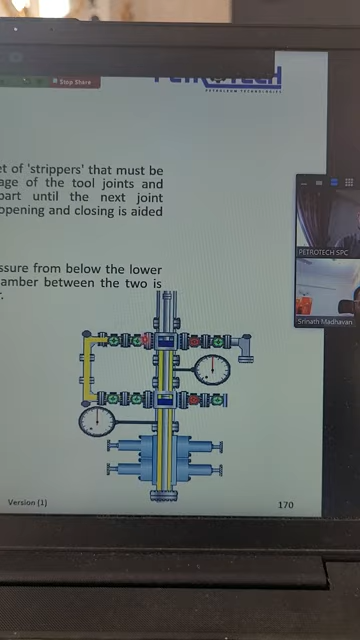 Stop Share
PETROTECH
PETROLEUM TECHNOLOGIES
et of 'strippers' that must be
age of the tool joints and
part until the next joint
opening and closing is aided
ssure from below the lower
amber between the two is
r.
PETROTECH SPC
Srinath Madhavan
Version (1)
170